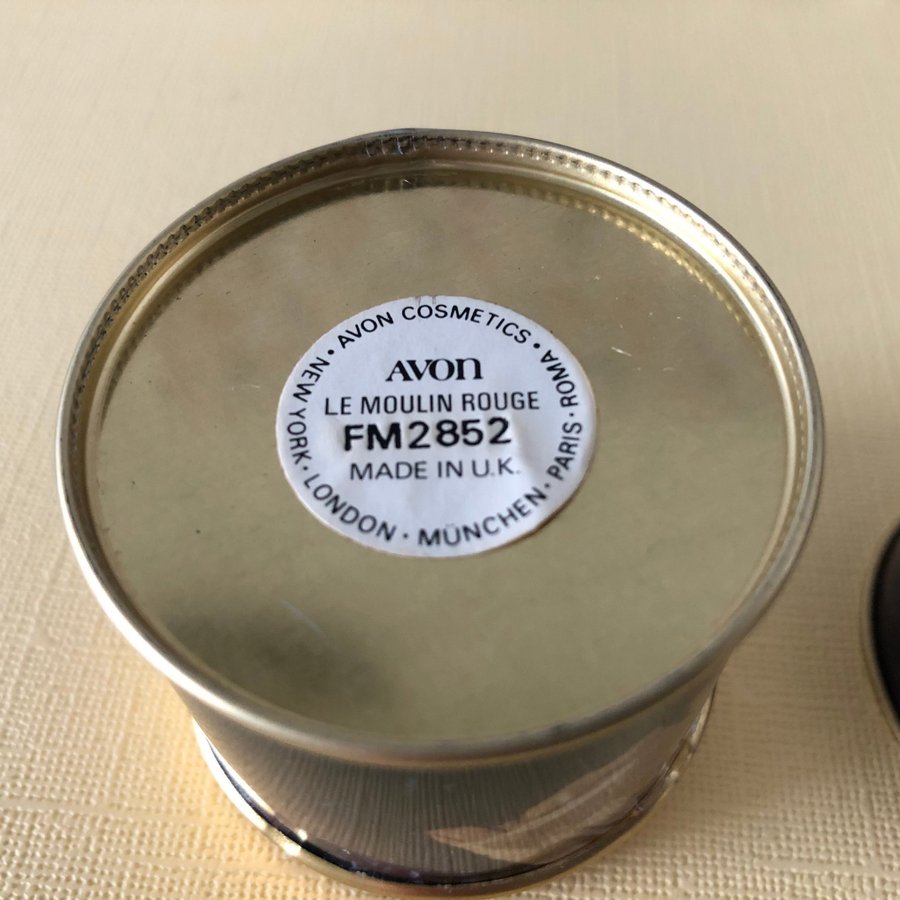 · AVON COSMETICS · ROMA · PARIS · MÜNCHEN · LONDON · NEW YORK
AVON
LE MOULIN ROUGE
FM2852
MADE IN U.K.